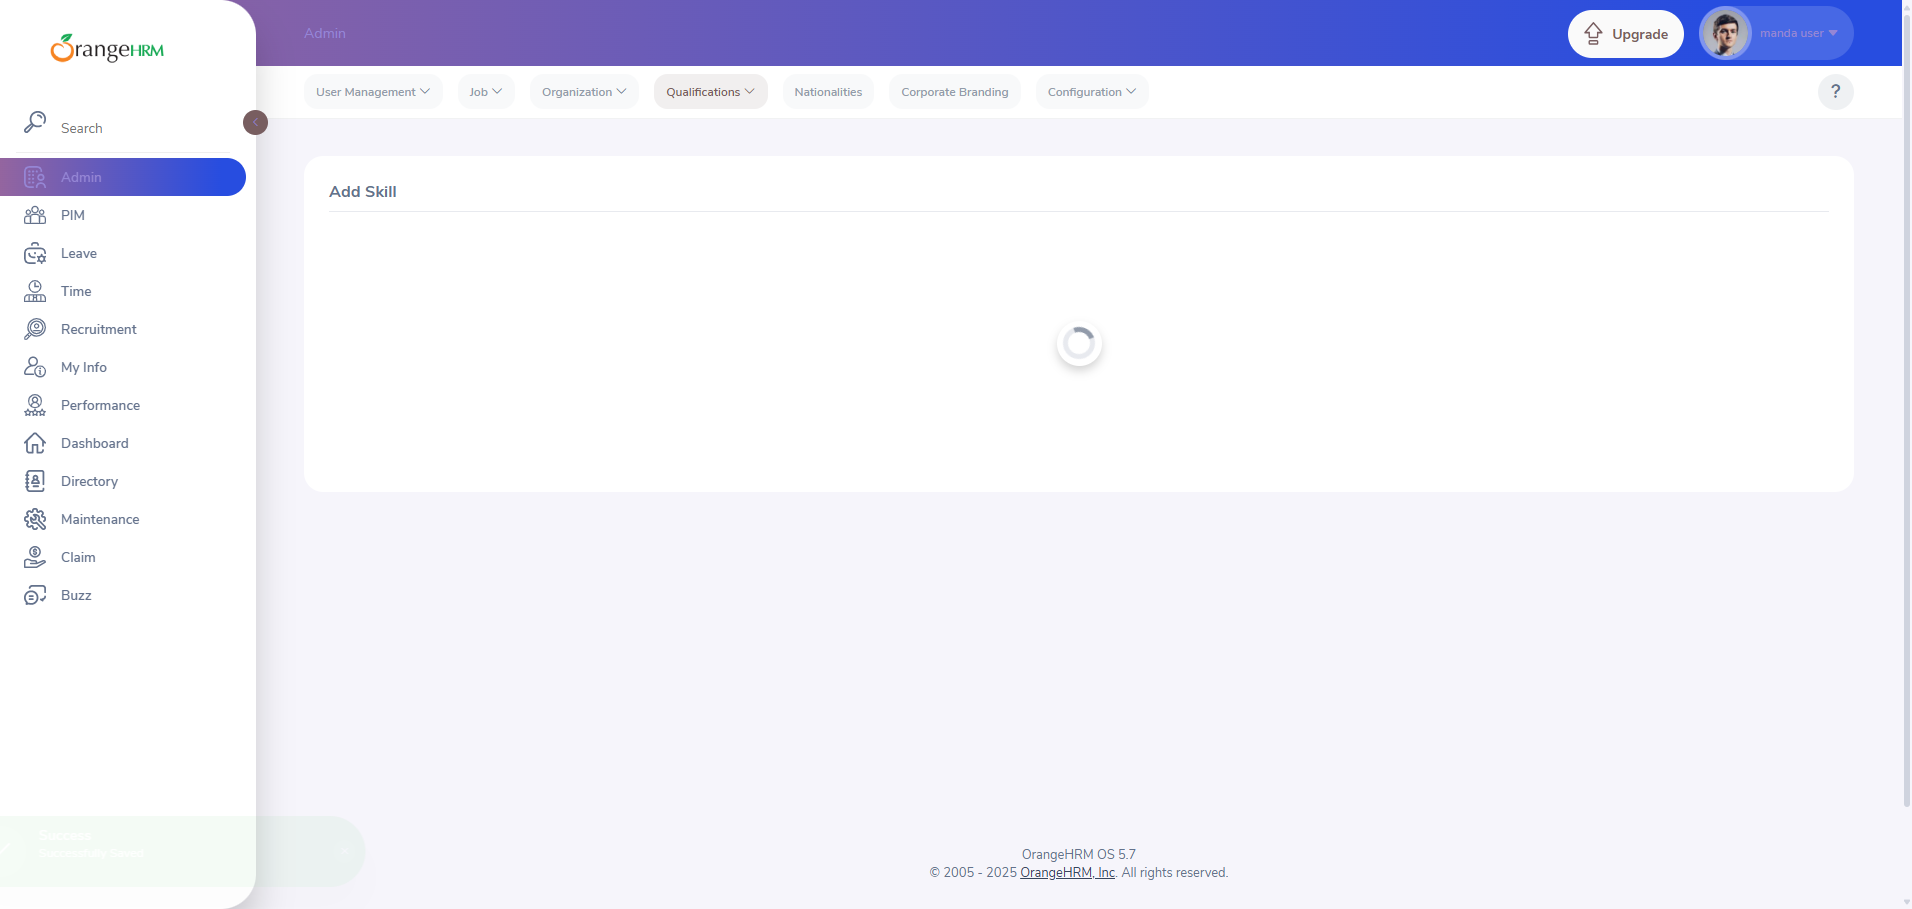 OrangeHRM
Admin
Upgrade
manda user
User Management
Job
Organization
Qualifications
Nationalities
Corporate Branding
Configuration
?
Search
Admin
PIM
Leave
Time
Recruitment
My Info
Performance
Dashboard
Directory
Maintenance
Claim
Buzz
Add Skill
Success
Successfully Saved
OrangeHRM OS 5.7
© 2005 - 2025 OrangeHRM, Inc. All rights reserved.